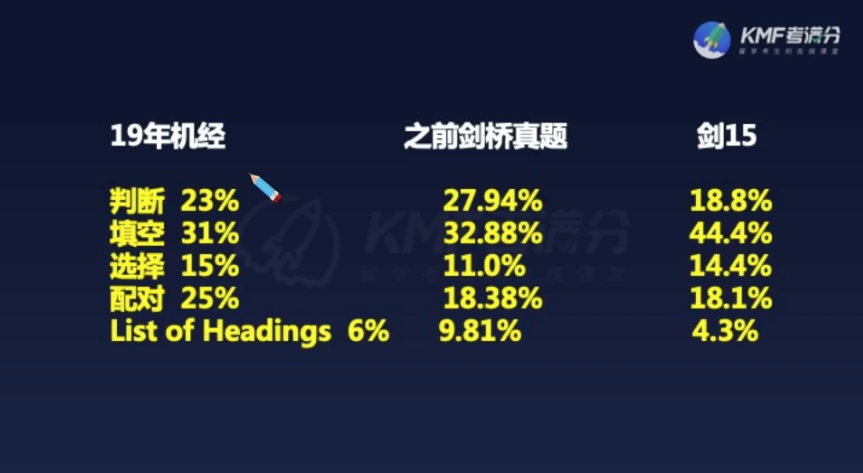 KMF考满分
留学考生的在线课堂
19年机经 之前剑桥真题 剑15
判断 23% 27.94% 18.8%
填空 31% 32.88% 44.4%
选择 15% 11.0% 14.4%
配对 25% 18.38% 18.1%
List of Headings 6% 9.81% 4.3%